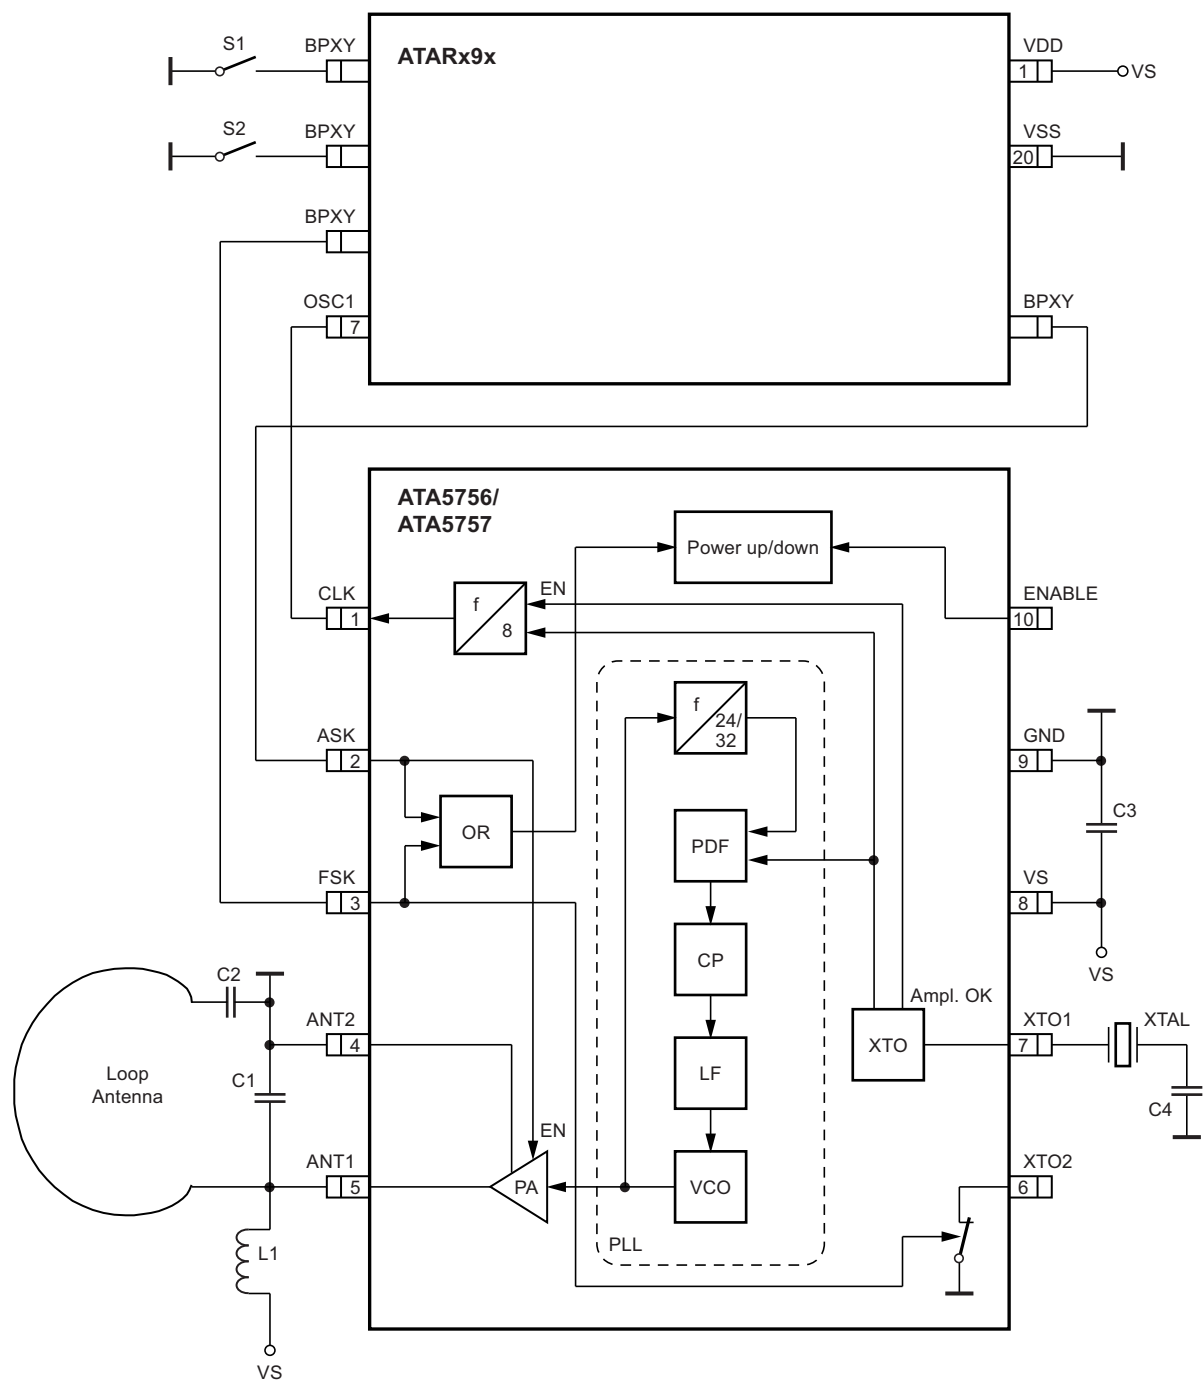 S1
BPXY
ATARx9x
VDD
1
VS
S2
BPXY
VSS
20
BPXY
OSC1
7
BPXY
ATA5756/
ATA5757
Power up/down
CLK
1
f
8
EN
ENABLE
10
f
24/
32
ASK
2
GND
9
OR
PDF
C3
FSK
3
VS
8
CP
VS
C2
Ampl. OK
ANT2
4
XTO
XTO1
7
XTAL
Loop
Antenna
C1
LF
C4
EN
ANT1
5
PA
VCO
XTO2
6
L1
PLL
VS